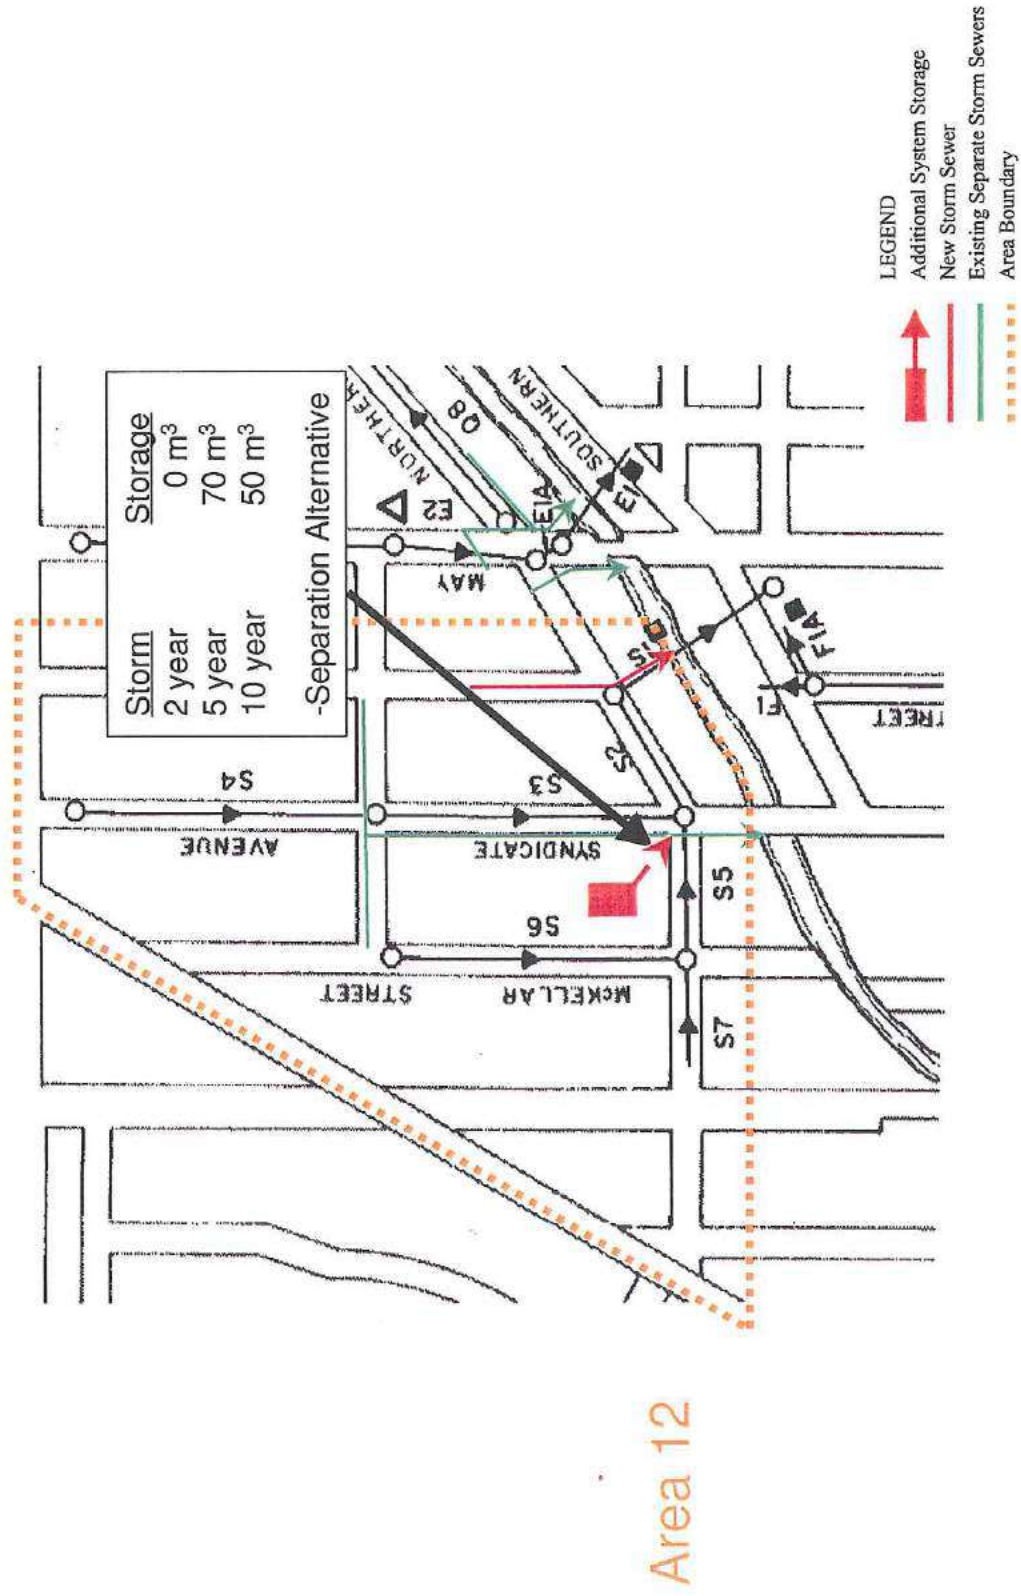 Area 12
Storm Storage
2 year 0 m³
5 year 70 m³
10 year 50 m³
-Separation Alternative
S4
AVENUE
S3
SYNDICATE
S2
S6
STREET
McKELLAR
S5
S7
MAY
E2
E1A
E1
Q8
NORTHERN
SOUTHERN
F1
F1A
TREET
LEGEND
Additional System Storage
New Storm Sewer
Existing Separate Storm Sewers
Area Boundary